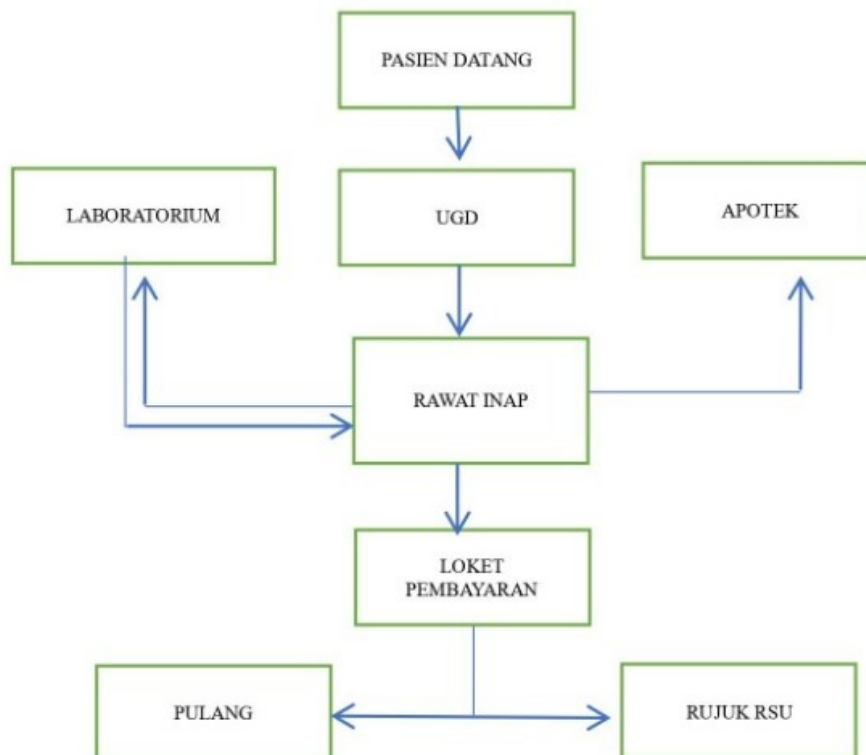 PASIEN DATANG
LABORATORIUM
UGD
APOTEK
RAWAT INAP
LOKET
PEMBAYARAN
PULANG
RUJUK RSU